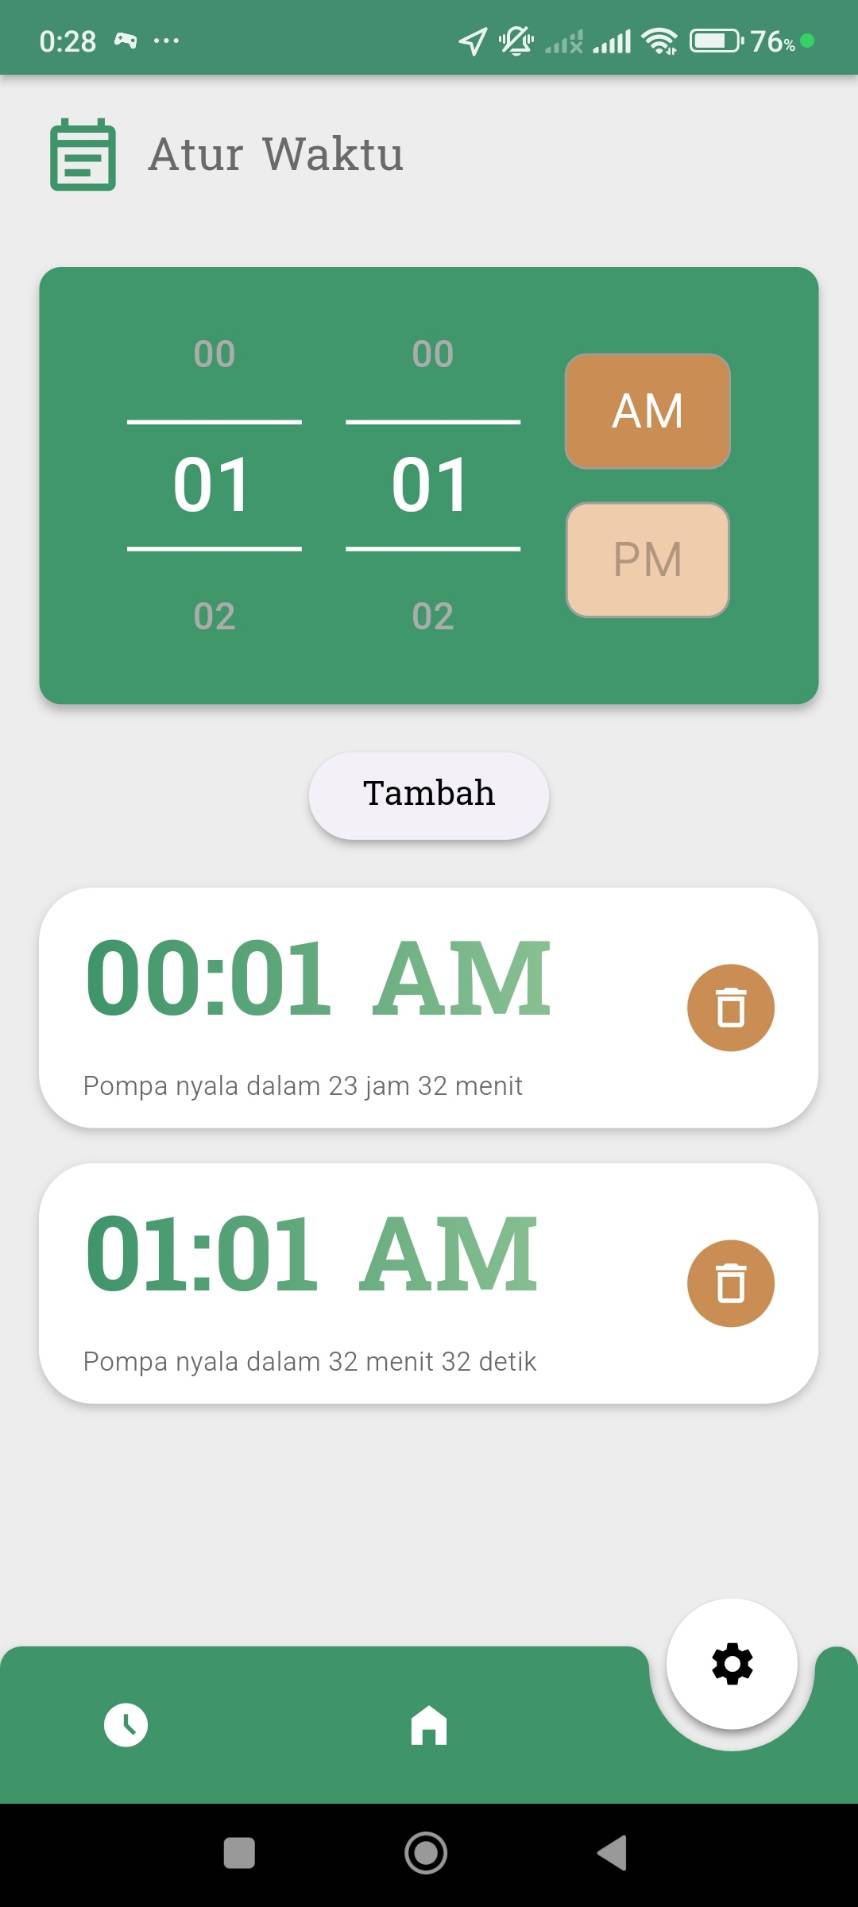 0:28 76%
Atur Waktu
00 00
AM
01 01
PM
02 02
Tambah
00:01 AM
Pompa nyala dalam 23 jam 32 menit
01:01 AM
Pompa nyala dalam 32 menit 32 detik